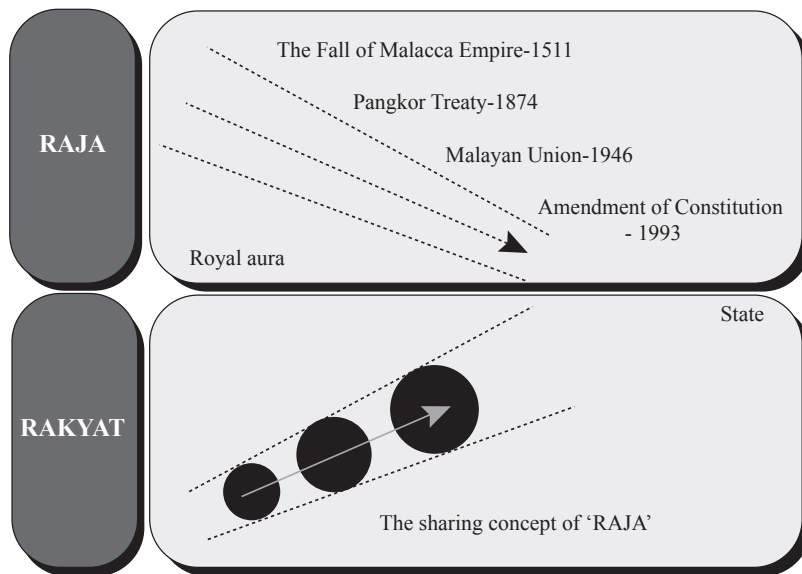 RAJA
The Fall of Malacca Empire-1511
Pangkor Treaty-1874
Malayan Union-1946
Amendment of Constitution
- 1993
Royal aura
RAKYAT
State
The sharing concept of ‘RAJA’